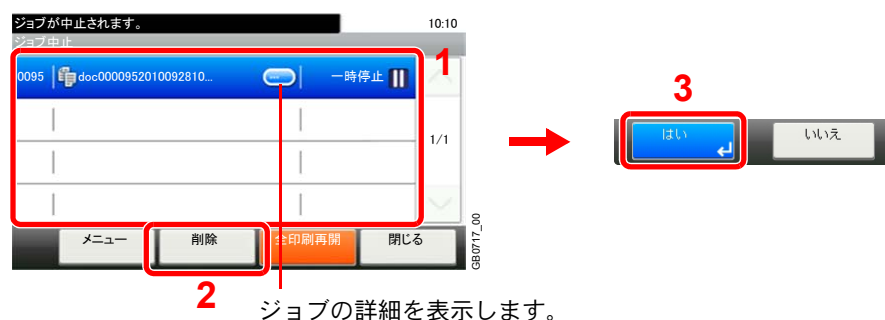 ジョブが中止されます。
10:10
ジョブ中止
1
0095 doc0000952010092810... 一時停止
1/1
メニュー 削除 全印刷再開 閉じる
GB0717_00
2
ジョブの詳細を表示します。
3
はい いいえ